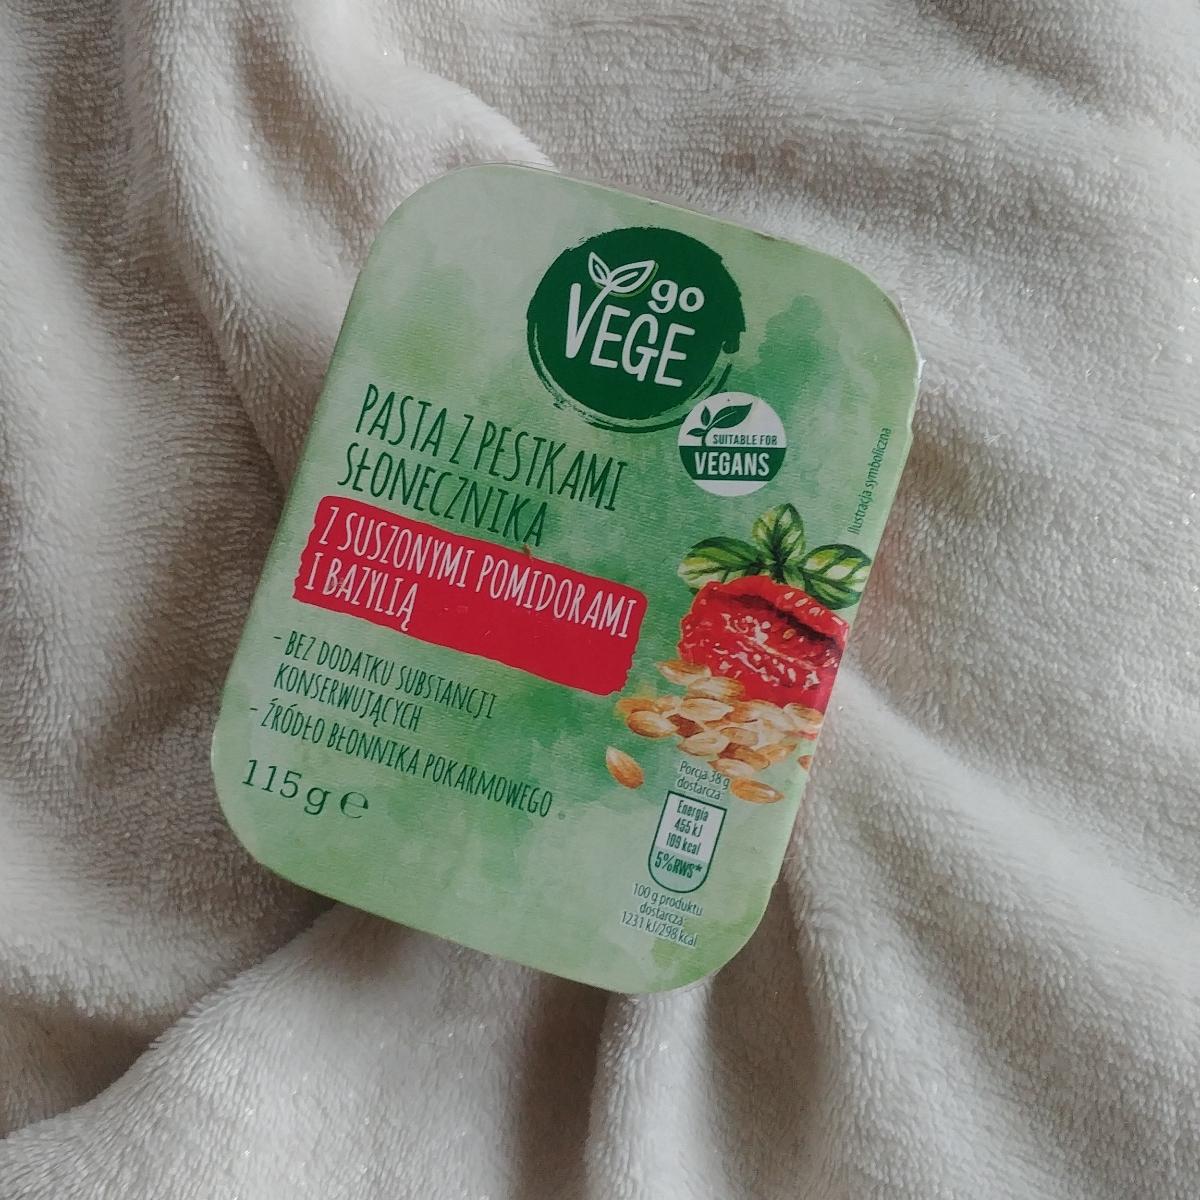 go
VEGE
SUITABLE FOR
VEGANS
PASTA Z PESTKAMI
SŁONECZNIKA
Z SUSZONYMI POMIDORAMI
I BAZYLIĄ
- BEZ DODATKU SUBSTANCJI
KONSERWUJĄCYCH
- ŹRÓDŁO BŁONNIKA POKARMOWEGO
115 g e
Ilustracja symboliczna
Porcja 38 g
dostarcza:
Energia
455 kJ
109 kcal
5%RWS*
100 g produktu
dostarcza:
1231 kJ/298 kcal